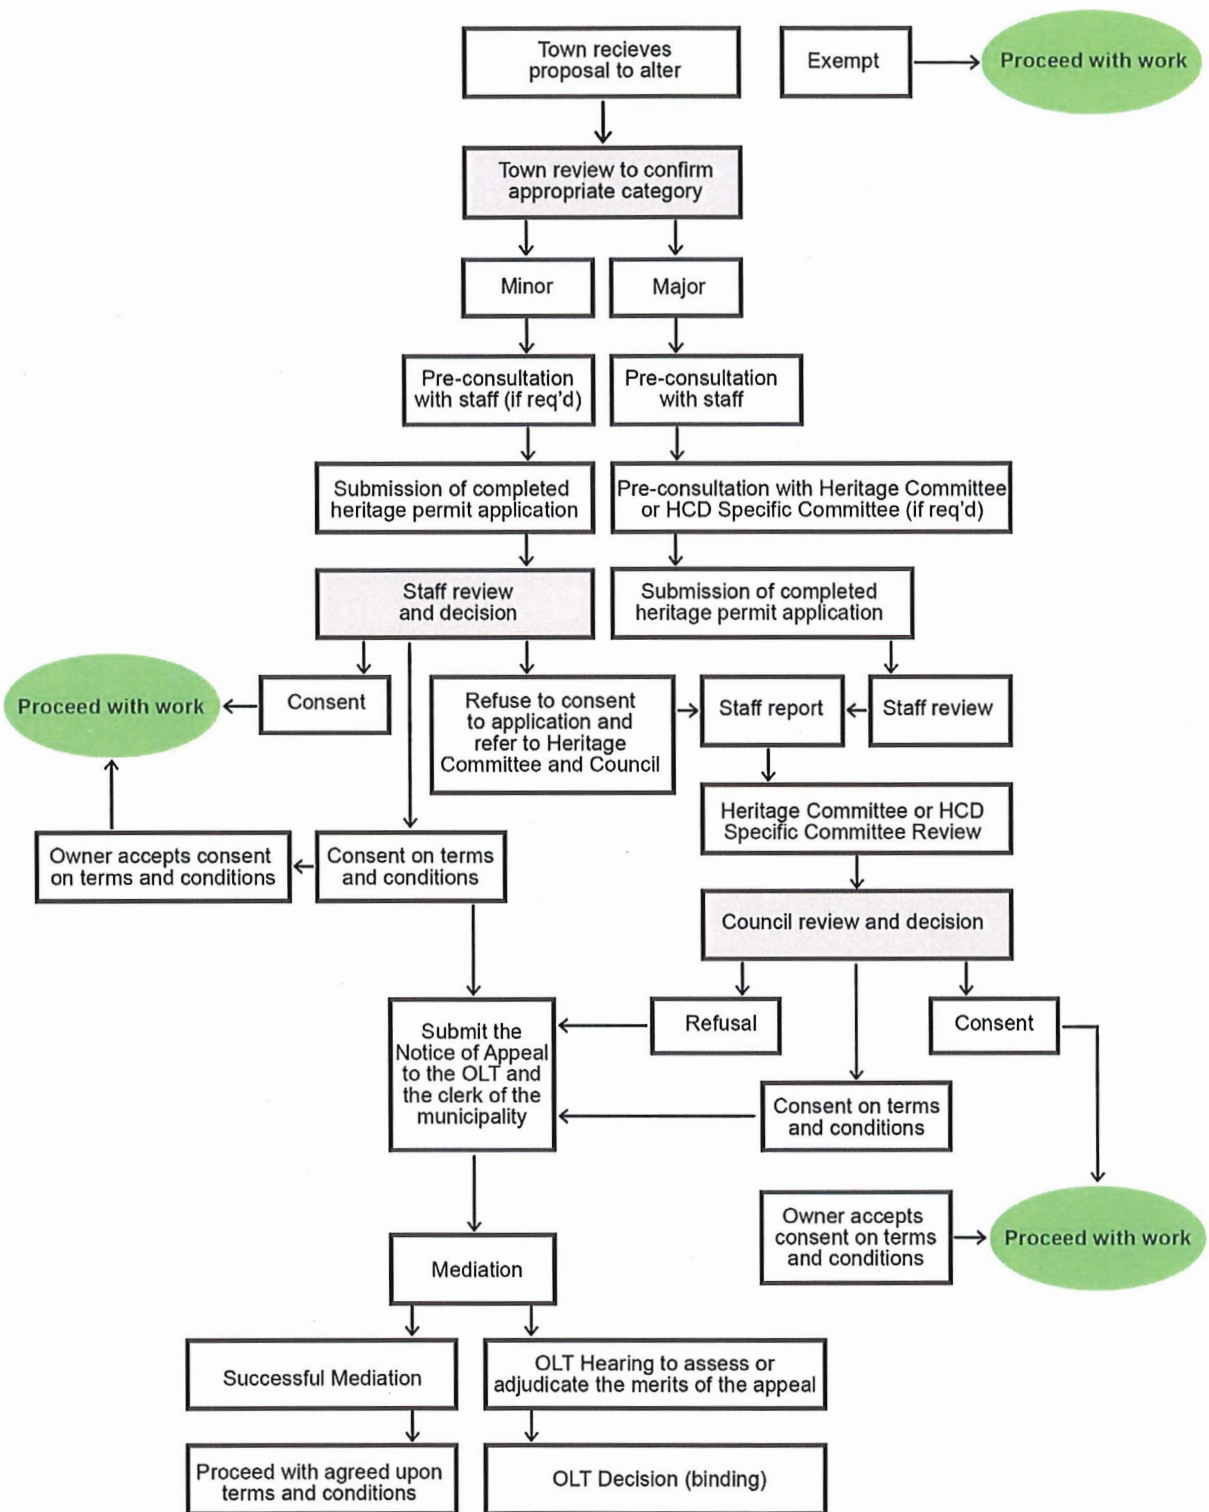 Town recieves
proposal to alter
Exempt
Proceed with work
Town review to confirm
appropriate category
Minor
Major
Pre-consultation
with staff (if req'd)
Pre-consultation
with staff
Submission of completed
heritage permit application
Pre-consultation with Heritage Committee
or HCD Specific Committee (if req'd)
Staff review
and decision
Submission of completed
heritage permit application
Proceed with work
Consent
Refuse to consent
to application and
refer to Heritage
Committee and Council
Staff report
Staff review
Heritage Committee or HCD
Specific Committee Review
Owner accepts consent
on terms and conditions
Consent on terms
and conditions
Council review and decision
Submit the
Notice of Appeal
to the OLT and
the clerk of the
municipality
Refusal
Consent
Consent on terms
and conditions
Owner accepts
consent on terms
and conditions
Proceed with work
Mediation
Successful Mediation
OLT Hearing to assess or
adjudicate the merits of the appeal
Proceed with agreed upon
terms and conditions
OLT Decision (binding)